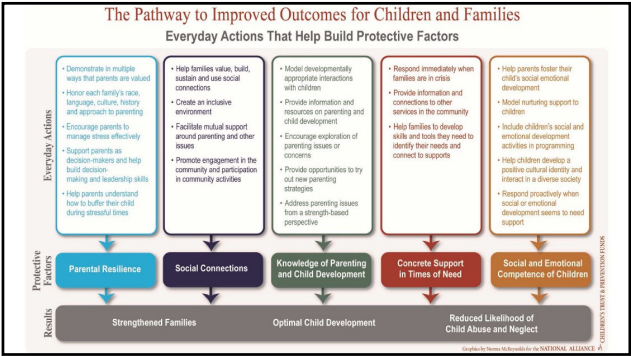 The Pathway to Improved Outcomes for Children and Families
Everyday Actions That Help Build Protective Factors
Everyday Actions
• Demonstrate in multiple
ways that parents are valued
• Honor each family's race,
language, culture, history
and approach to parenting
• Encourage parents to
manage stress effectively
• Support parents as
decision-makers and help
build decision-
making and leadership skills
• Help parents understand
how to buffer their child
during stressful times
• Help families value, build,
sustain and use social
connections
• Create an inclusive
environment
• Facilitate mutual support
around parenting and other
issues
• Promote engagement in the
community and participation
in community activities
• Model developmentally
appropriate interactions
with children
• Provide information and
resources on parenting and
child development
• Encourage exploration of
parenting issues or
concerns
• Provide opportunities to try
out new parenting
strategies
• Address parenting issues
from a strength-based
perspective
• Respond immediately when
families are in crisis
• Provide information and
connections to other
services in the community
• Help families to develop
skills and tools they need to
identify their needs and
connect to supports
• Help parents foster their
child's social emotional
development
• Model nurturing support to
children
• Include children's social and
emotional development
activities in programming
• Help children develop a
positive cultural identity and
interact in a diverse society
• Respond proactively when
social or emotional
development seems to need
support
Protective
Factors
Parental Resilience
Social Connections
Knowledge of Parenting
and Child Development
Concrete Support
in Times of Need
Social and Emotional
Competence of Children
Results
Strengthened Families
Optimal Child Development
Reduced Likelihood of
Child Abuse and Neglect
Graphics by Norma McReynolds for the NATIONAL ALLIANCE of
CHILDREN'S TRUST & PREVENTION FUNDS